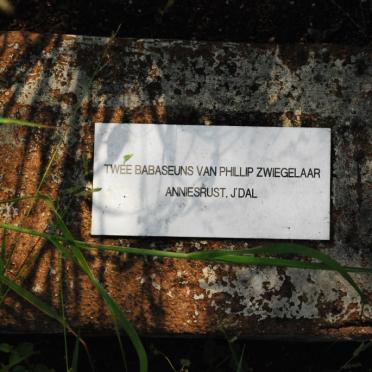 TWEE BABASEUNS VAN PHILLIP ZWIEGELAAR
ANNIESRUST, J'DAL